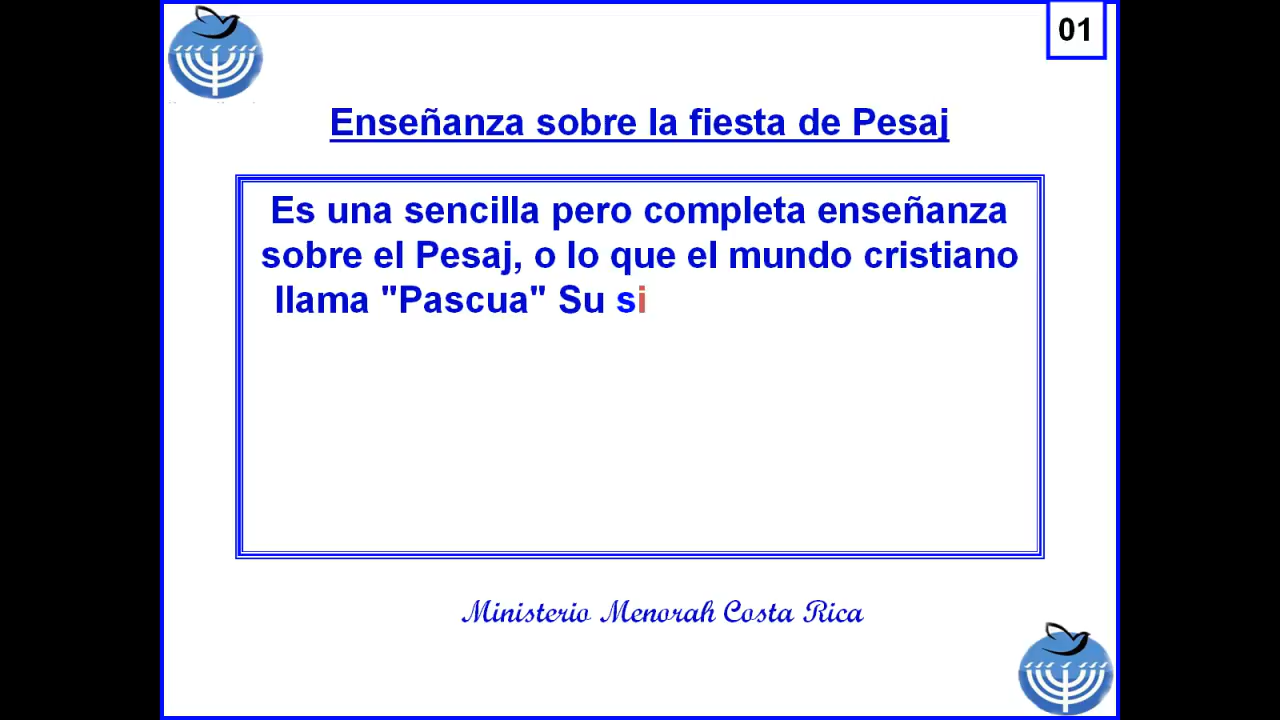 01
Enseñanza sobre la fiesta de Pesaj
Es una sencilla pero completa enseñanza
sobre el Pesaj, o lo que el mundo cristiano
llama "Pascua" Su si
Ministerio Menorah Costa Rica